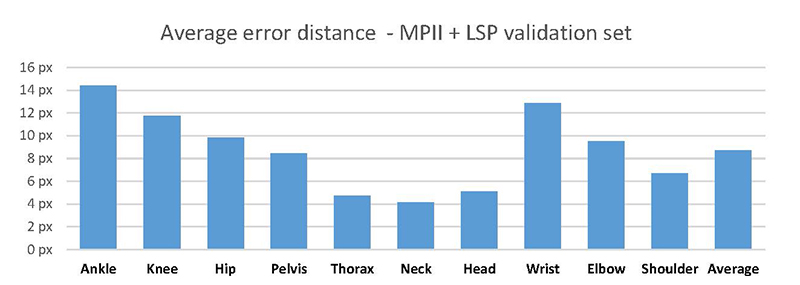 Average error distance - MPII + LSP validation set
16 px
14 px
12 px
10 px
8 px
6 px
4 px
2 px
0 px
Ankle Knee Hip Pelvis Thorax Neck Head Wrist Elbow Shoulder Average